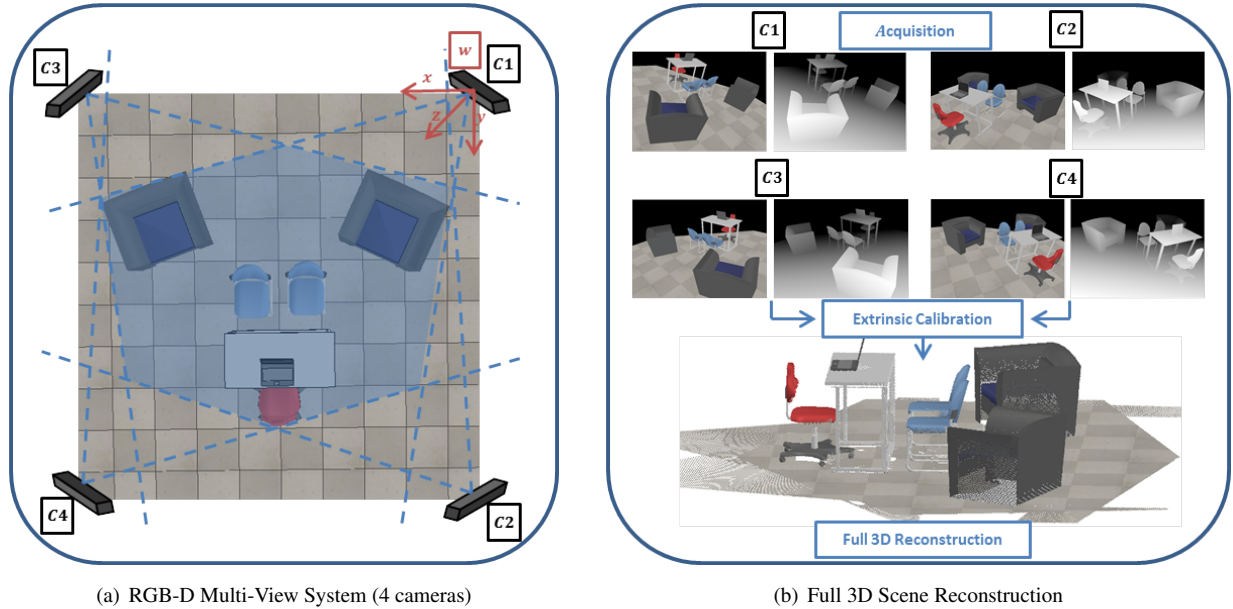 C3
w
C1
x
z
y
C4
C2
(a) RGB-D Multi-View System (4 cameras)
C1
Acquisition
C2
C3
C4
Extrinsic Calibration
Full 3D Reconstruction
(b) Full 3D Scene Reconstruction